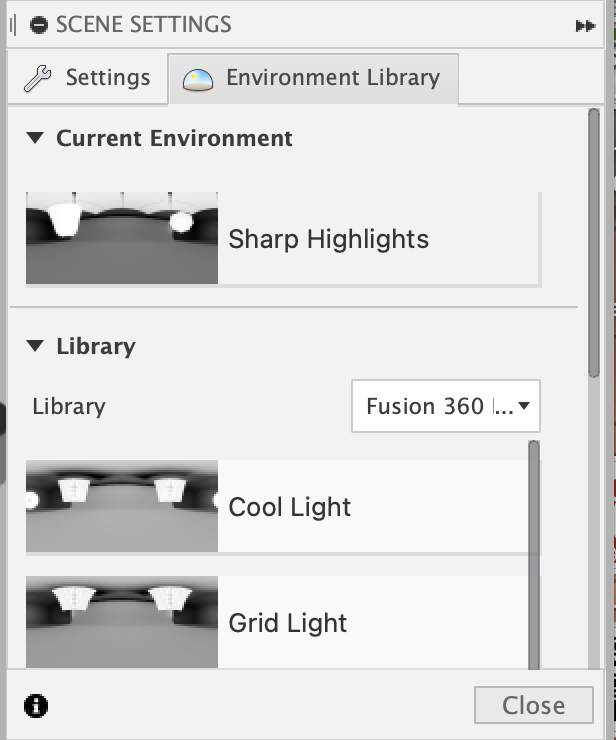 SCENE SETTINGS
Settings
Environment Library
Current Environment
Sharp Highlights
Library
Library
Fusion 360 ...
Cool Light
Grid Light
Close